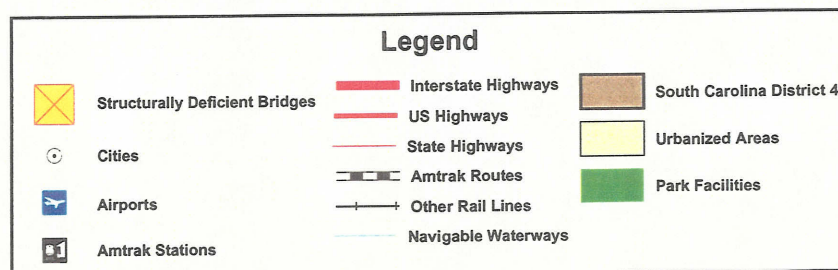 Legend
Structurally Deficient Bridges
Cities
Airports
Amtrak Stations
Interstate Highways
US Highways
State Highways
Amtrak Routes
Other Rail Lines
Navigable Waterways
South Carolina District 4
Urbanized Areas
Park Facilities